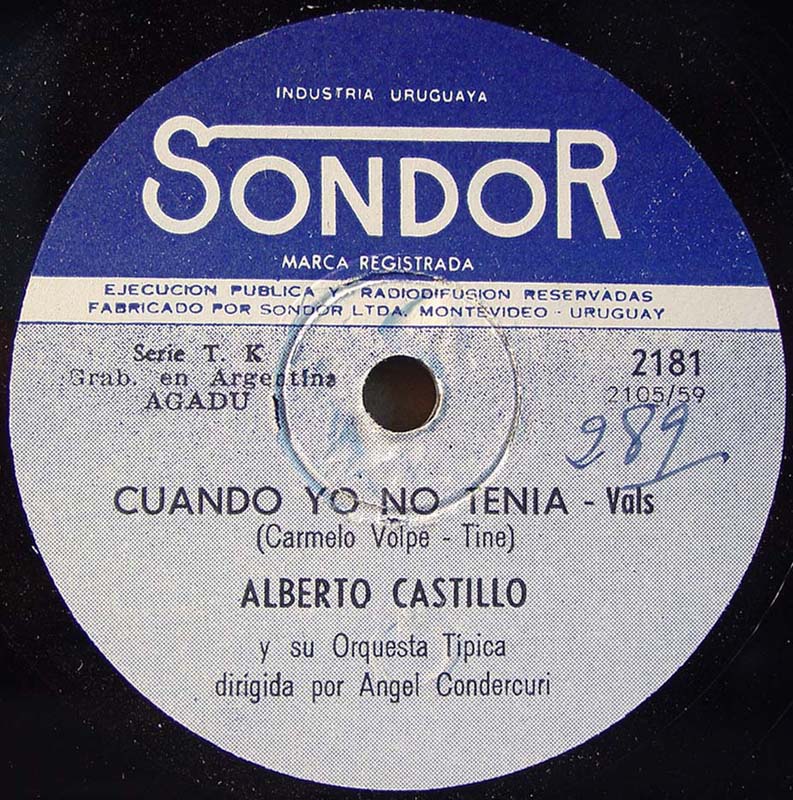 INDUSTRIA URUGUAYA
SONDOR
MARCA REGISTRADA
EJECUCION PUBLICA Y RADIODIFUSION RESERVADAS
FABRICADO POR SONDOR LTDA. MONTEVIDEO - URUGUAY
Serie T. K
Grab. en Argentina
AGADU
2181
2105/59
289
CUANDO YO NO TENIA - Vals
(Carmelo Volpe - Tine)
ALBERTO CASTILLO
y su Orquesta Típica
dirigida por Angel Condercuri